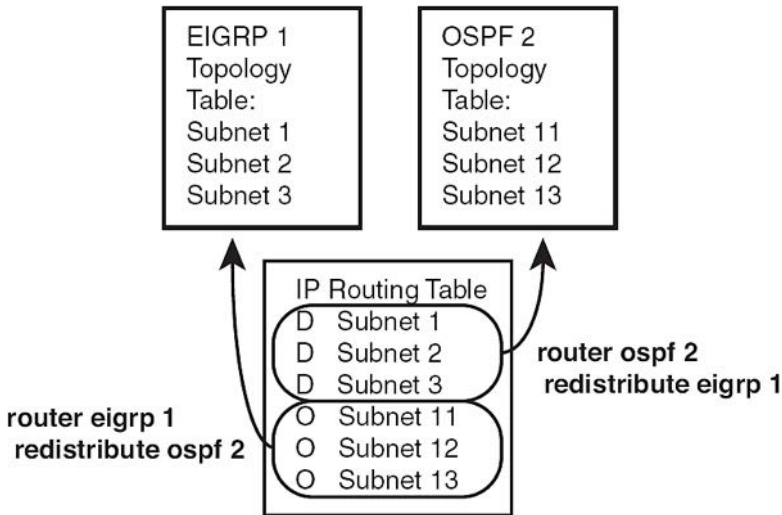 EIGRP 1
Topology
Table:
Subnet 1
Subnet 2
Subnet 3
OSPF 2
Topology
Table:
Subnet 11
Subnet 12
Subnet 13
IP Routing Table
D Subnet 1
D Subnet 2
D Subnet 3
O Subnet 11
O Subnet 12
O Subnet 13
router ospf 2
redistribute eigrp 1
router eigrp 1
redistribute ospf 2